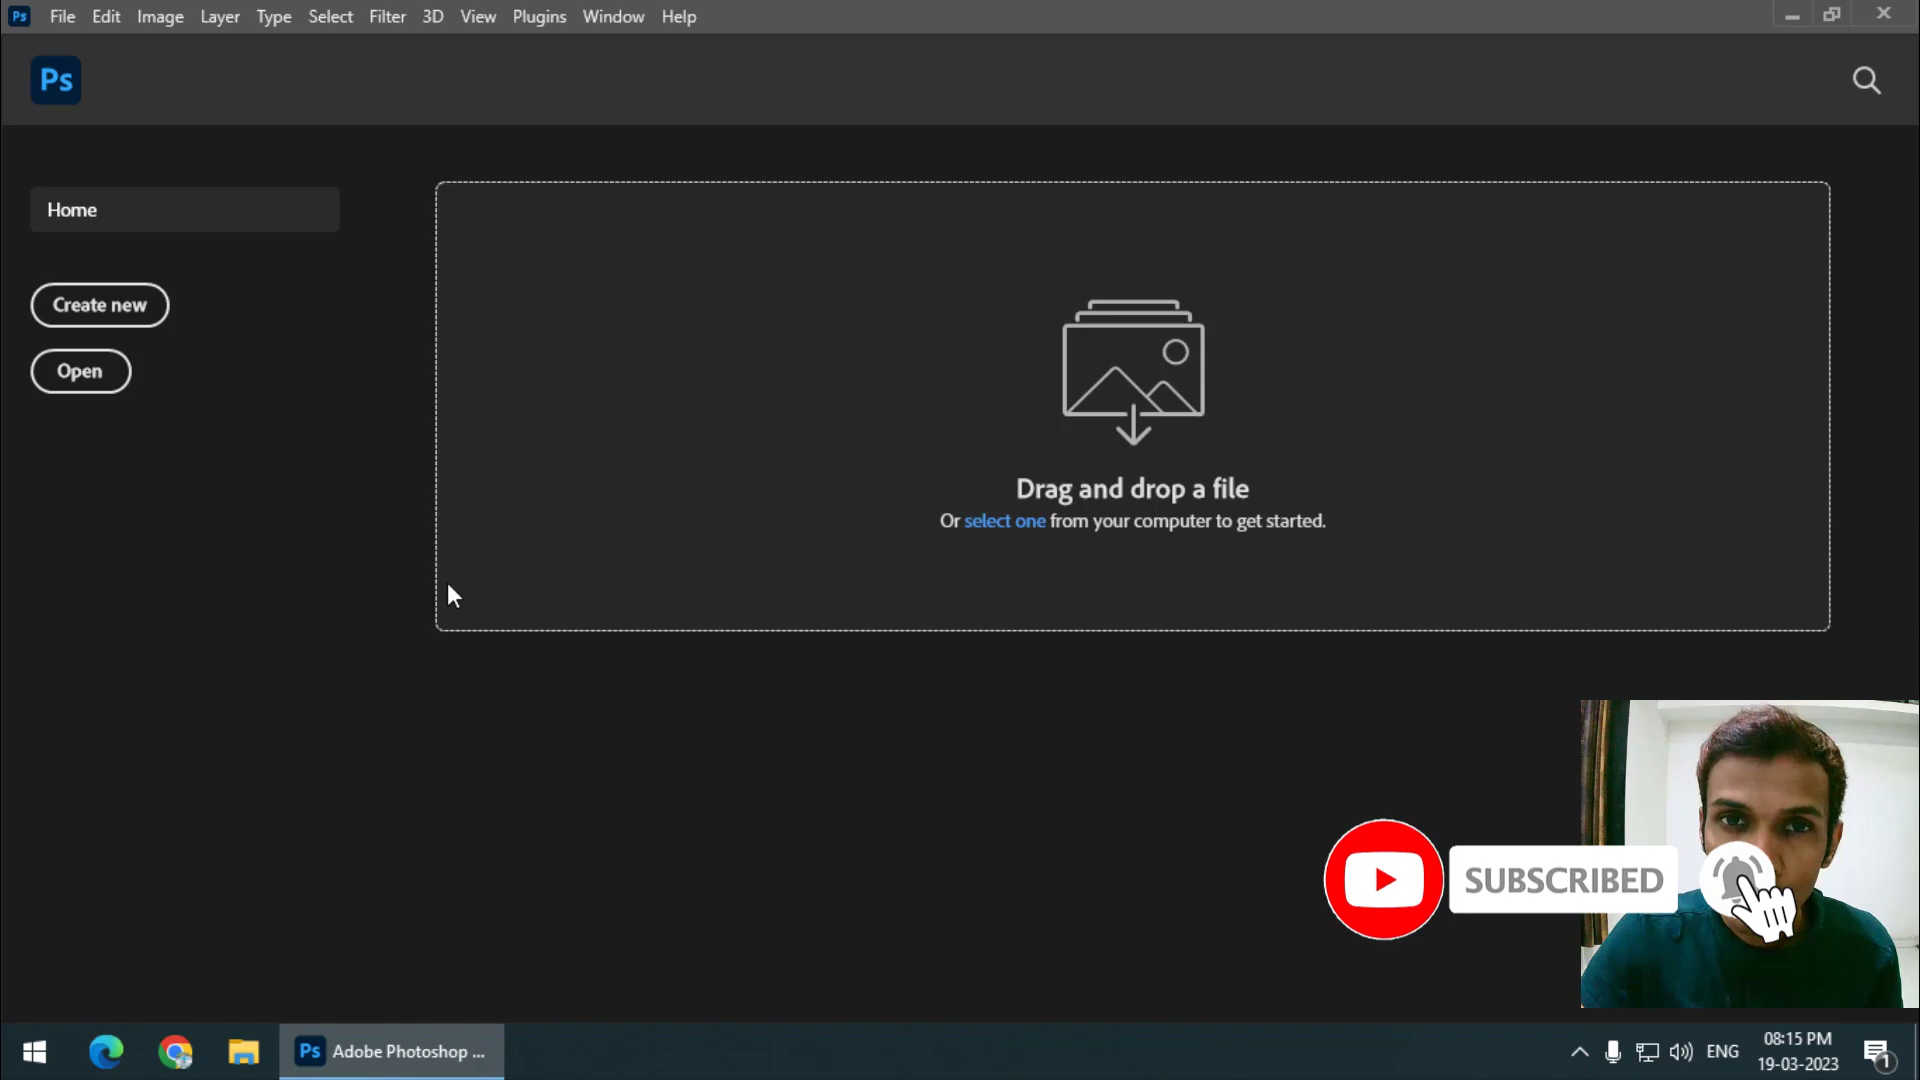 Ps File Edit Image Layer Type Select Filter 3D View Plugins Window Help
Ps
Home
Create new
Open
Drag and drop a file
Or select one from your computer to get started.
SUBSCRIBED
Ps Adobe Photoshop ...
ENG
08:15 PM
19-03-2023
1